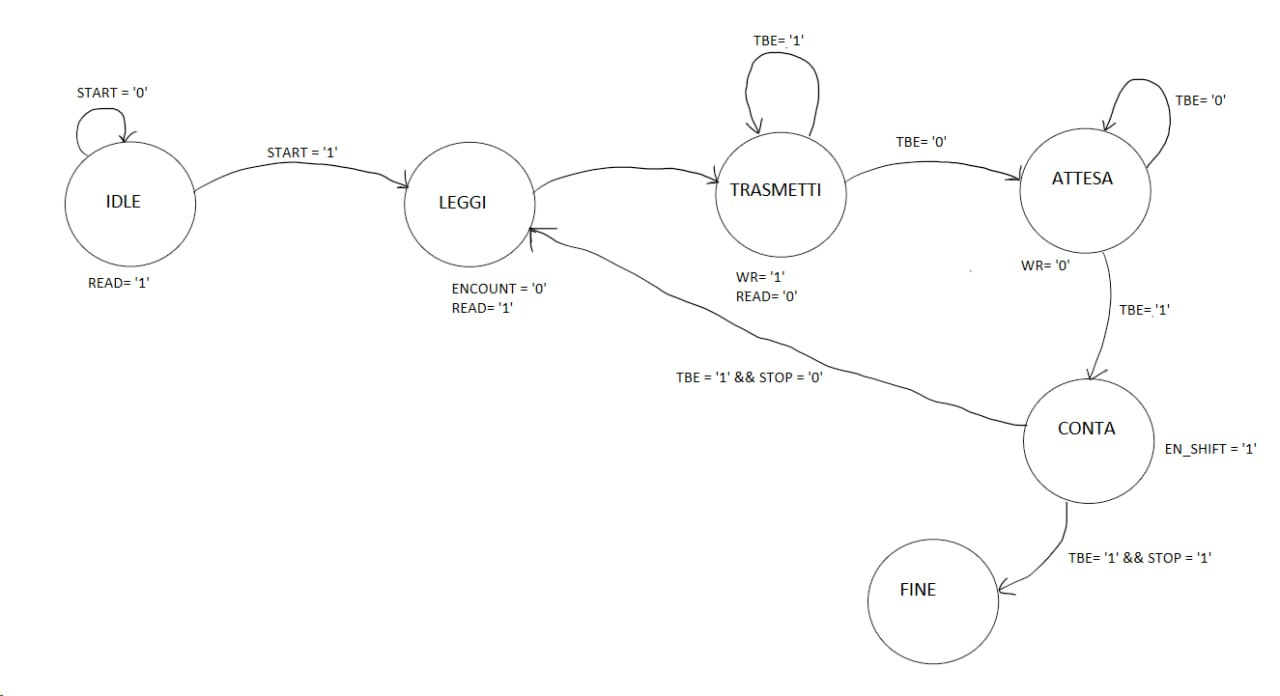 TBE= '1'
START = '0'
TBE= '0'
START = '1'
TBE= '0'
IDLE
LEGGI
TRASMETTI
ATTESA
READ= '1'
ENCOUNT = '0'
READ= '1'
WR= '1'
READ= '0'
WR= '0'
TBE= '1'
TBE = '1' && STOP = '0'
CONTA
EN_SHIFT = '1'
TBE= '1' && STOP = '1'
FINE